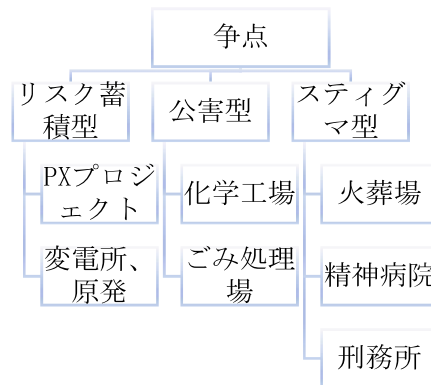 争点
リスク蓄
積型
公害型
スティグ
マ型
PXプロジ
ェクト
変電所、
原発
化学工場
ごみ処理
場
火葬場
精神病院
刑務所